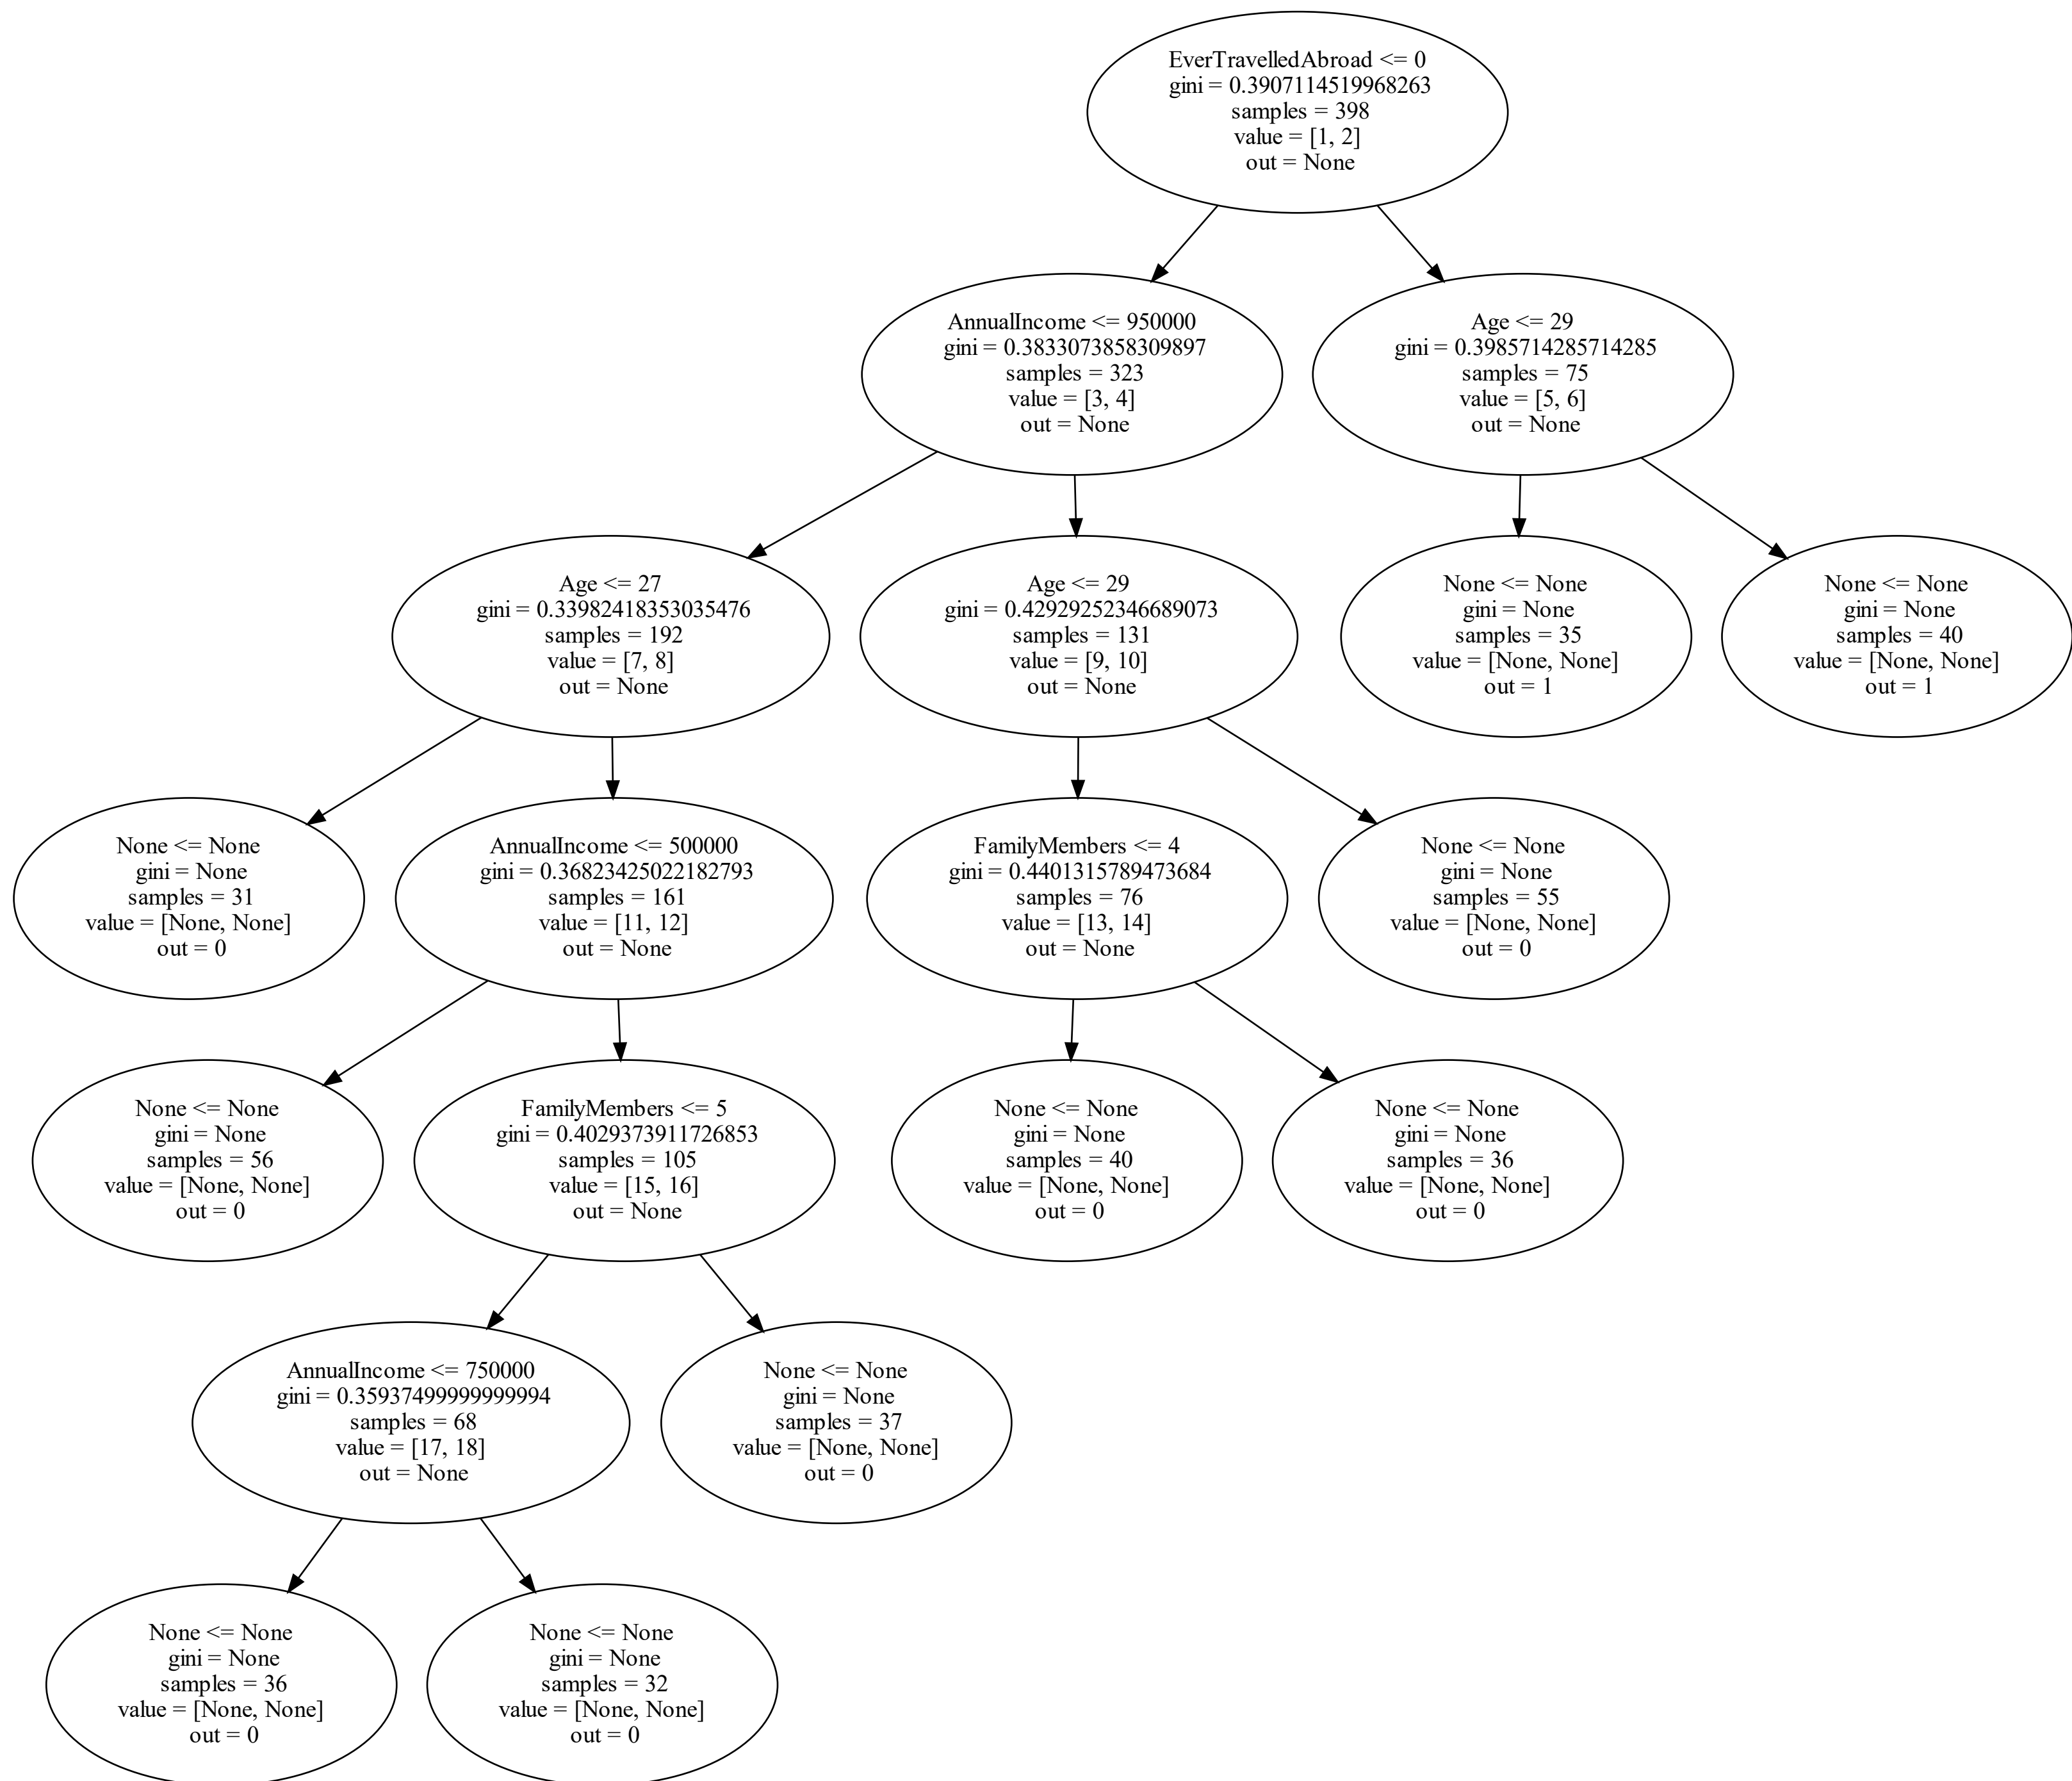 EverTravelledAbroad <= 0
gini = 0.3907114519968263
samples = 398
value = [1, 2]
out = None
AnnualIncome <= 950000
gini = 0.3833073858309897
samples = 323
value = [3, 4]
out = None
Age <= 29
gini = 0.3985714285714285
samples = 75
value = [5, 6]
out = None
Age <= 27
gini = 0.33982418353035476
samples = 192
value = [7, 8]
out = None
Age <= 29
gini = 0.42929252346689073
samples = 131
value = [9, 10]
out = None
None <= None
gini = None
samples = 35
value = [None, None]
out = 1
None <= None
gini = None
samples = 40
value = [None, None]
out = 1
None <= None
gini = None
samples = 31
value = [None, None]
out = 0
AnnualIncome <= 500000
gini = 0.36823425022182793
samples = 161
value = [11, 12]
out = None
FamilyMembers <= 4
gini = 0.4401315789473684
samples = 76
value = [13, 14]
out = None
None <= None
gini = None
samples = 55
value = [None, None]
out = 0
None <= None
gini = None
samples = 56
value = [None, None]
out = 0
FamilyMembers <= 5
gini = 0.4029373911726853
samples = 105
value = [15, 16]
out = None
None <= None
gini = None
samples = 40
value = [None, None]
out = 0
None <= None
gini = None
samples = 36
value = [None, None]
out = 0
AnnualIncome <= 750000
gini = 0.35937499999999994
samples = 68
value = [17, 18]
out = None
None <= None
gini = None
samples = 37
value = [None, None]
out = 0
None <= None
gini = None
samples = 36
value = [None, None]
out = 0
None <= None
gini = None
samples = 32
value = [None, None]
out = 0